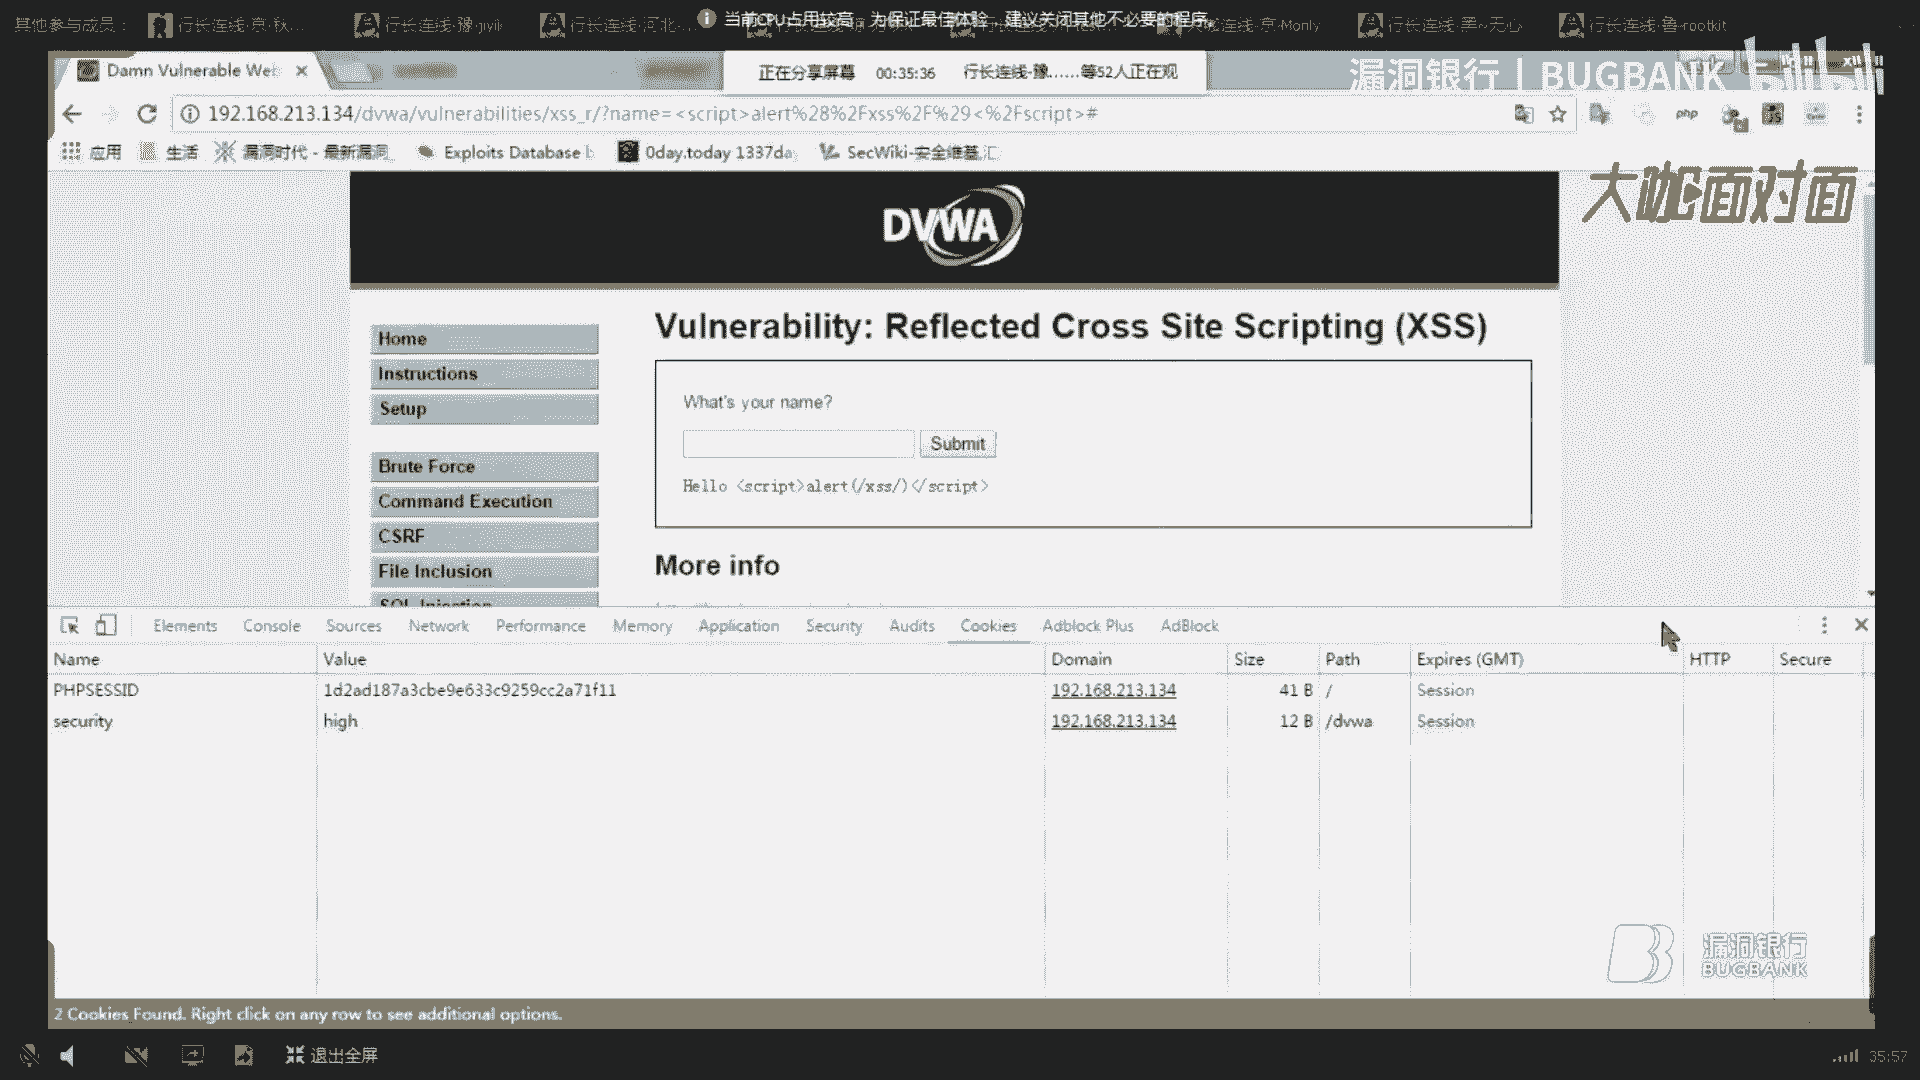 其他参与成员：
行长连线-京-秋...
行长连线-豫-jivik
行长连线-河北-...
当前CPU占用较高，为保证最佳体验，建议关闭其他不必要的程序。
连线-京-Monly
行长连线-黑~无心
行长连线-鲁-rootkit
Damn Vulnerable Web
正在分享屏幕 00:35:36 行长连线-豫……等52人正在观
漏洞银行丨BUGBANK
192.168.213.134/dvwa/vulnerabilities/xss_r/?name=<script>alert%28%2Fxss%2F%29<%2Fscript>#
php
应用 生活 漏洞时代 - 最新漏洞 Exploits Database b 0day.today 1337da SecWiki-安全维基,汇
大咖面对面
DVWA
Vulnerability: Reflected Cross Site Scripting (XSS)
Home
Instructions
Setup
Brute Force
Command Execution
CSRF
File Inclusion
SQL Injection
What's your name?
Submit
Hello <script>alert(/xss/)</script>
More info
Elements Console Sources Network Performance Memory Application Security Audits Cookies Adblock Plus AdBlock
Name Value Domain Size Path Expires (GMT) HTTP Secure
PHPSESSID 1d2ad187a3cbe9e633c9259cc2a71f11 192.168.213.134 41 B / Session
security high 192.168.213.134 12 B /dvwa Session
漏洞银行
BUGBANK
2 Cookies Found. Right click on any row to see additional options.
退出全屏
35:57